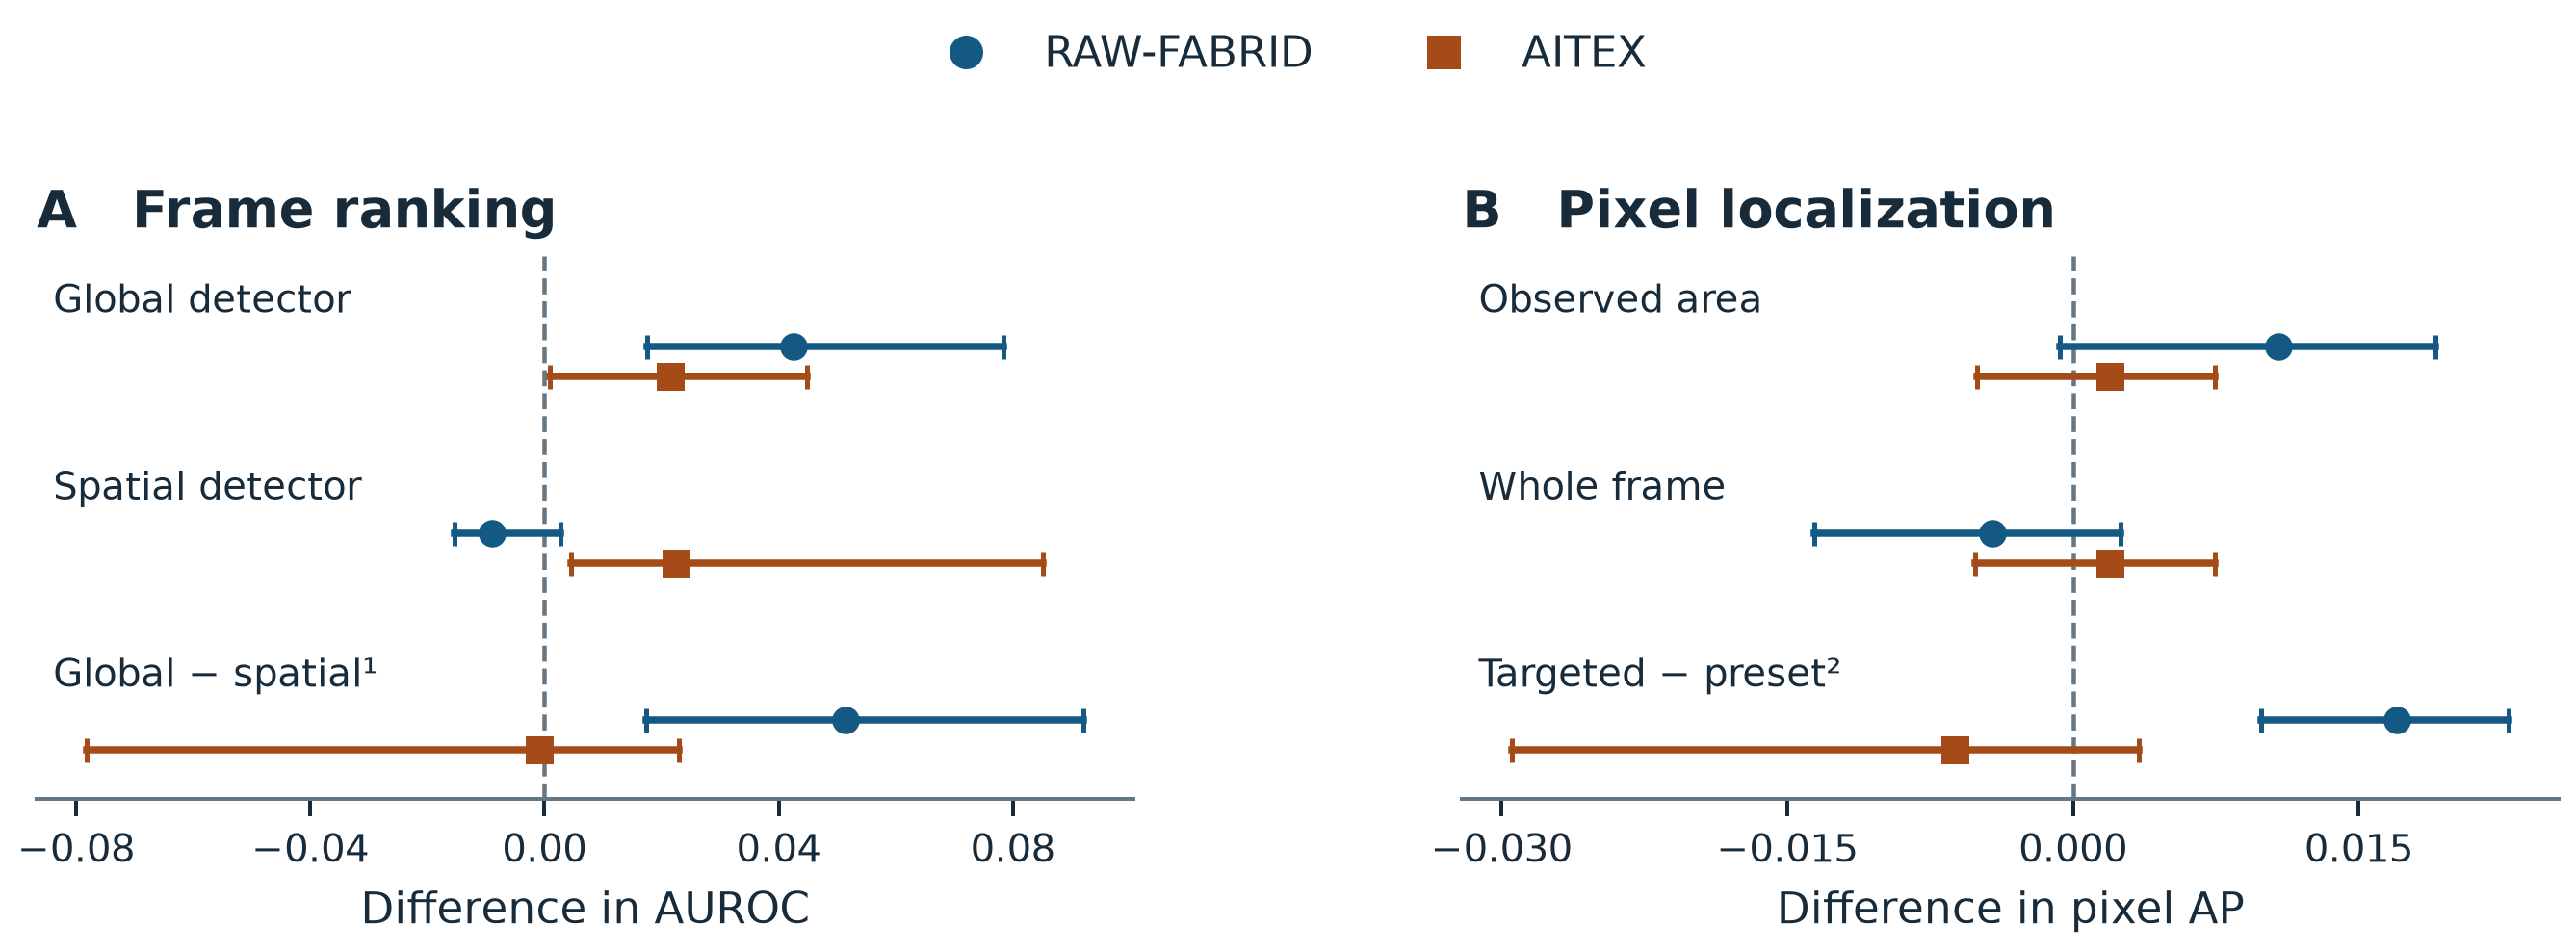 RAW-FABRID AITEX
A Frame ranking
Global detector
Spatial detector
Global − spatial¹
−0.08 −0.04 0.00 0.04 0.08
Difference in AUROC
B Pixel localization
Observed area
Whole frame
Targeted − preset²
−0.030 −0.015 0.000 0.015
Difference in pixel AP